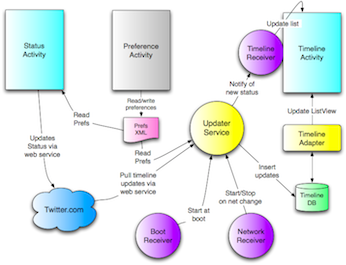 Update list
Status
Activity
Preference
Activity
Timeline
Receiver
Timeline
Activity
Notify of
new status
Read/write
preferences
Read
Prefs
Prefs
XML
Updater
Service
Update ListView
Updates
Status via
web service
Read
Prefs
Timeline
Adapter
Pull timeline
updates via
web service
Insert
updates
Twitter.com
Start at
boot
Start/Stop
on net change
Timeline
DB
Boot
Receiver
Network
Receiver